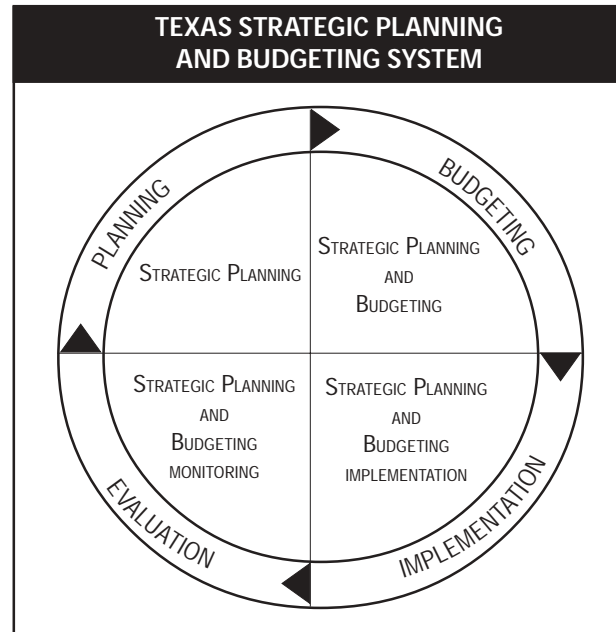 TEXAS STRATEGIC PLANNING
AND BUDGETING SYSTEM
PLANNING
BUDGETING
STRATEGIC PLANNING
STRATEGIC PLANNING
AND
BUDGETING
STRATEGIC PLANNING
AND
BUDGETING
MONITORING
STRATEGIC PLANNING
AND
BUDGETING
IMPLEMENTATION
EVALUATION
IMPLEMENTATION